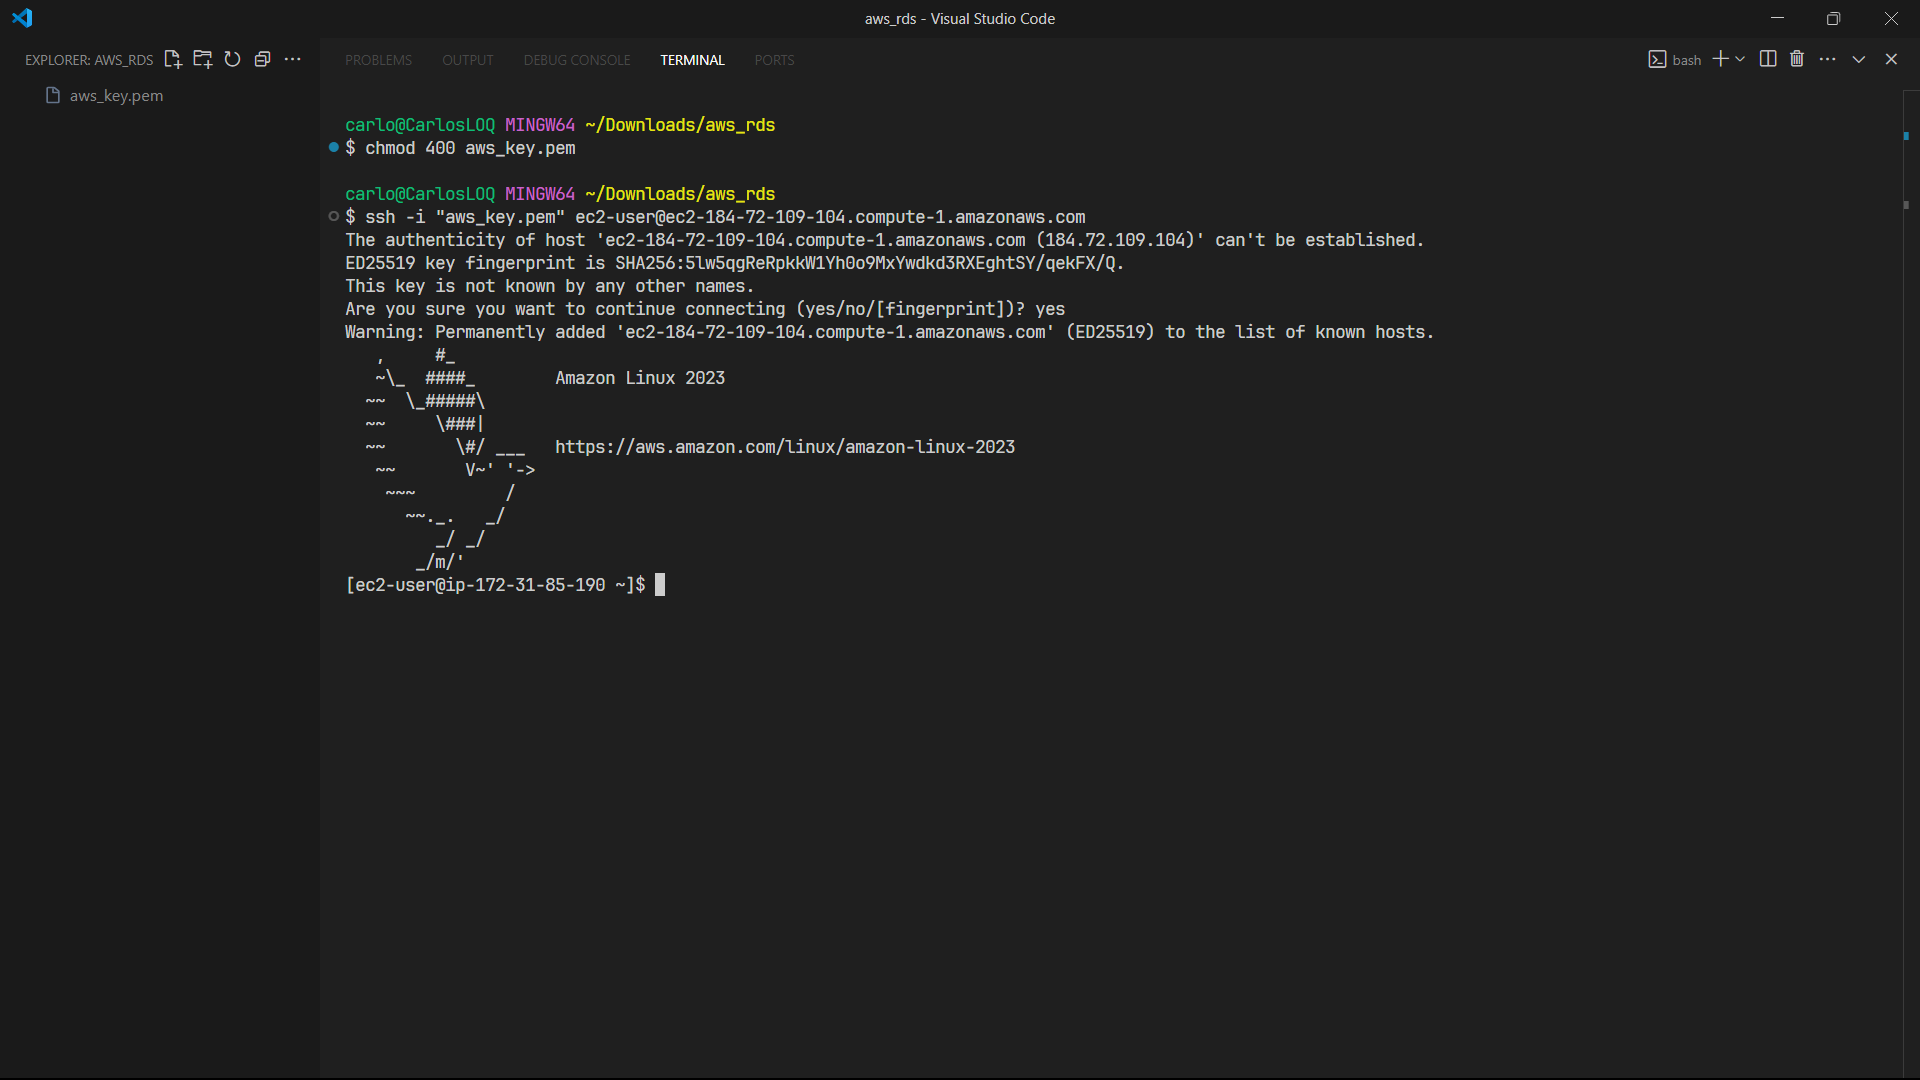 aws_rds - Visual Studio Code
EXPLORER: AWS_RDS
aws_key.pem
PROBLEMS OUTPUT DEBUG CONSOLE TERMINAL PORTS
bash
carlo@CarlosLOQ MINGW64 ~/Downloads/aws_rds
$ chmod 400 aws_key.pem
carlo@CarlosLOQ MINGW64 ~/Downloads/aws_rds
$ ssh -i "aws_key.pem" ec2-user@ec2-184-72-109-104.compute-1.amazonaws.com
The authenticity of host 'ec2-184-72-109-104.compute-1.amazonaws.com (184.72.109.104)' can't be established.
ED25519 key fingerprint is SHA256:5lw5qgReRpkkW1Yh0o9MxYwdkd3RXEghtSY/qekFX/Q.
This key is not known by any other names.
Are you sure you want to continue connecting (yes/no/[fingerprint])? yes
Warning: Permanently added 'ec2-184-72-109-104.compute-1.amazonaws.com' (ED25519) to the list of known hosts.
   ,     #_
   ~\_  ####_        Amazon Linux 2023
  ~~  \_#####\
  ~~     \###|
  ~~       \#/ ___   https://aws.amazon.com/linux/amazon-linux-2023
   ~~       V~' '->
    ~~~         /
      ~~._.   _/
         _/ _/
       _/m/'
[ec2-user@ip-172-31-85-190 ~]$